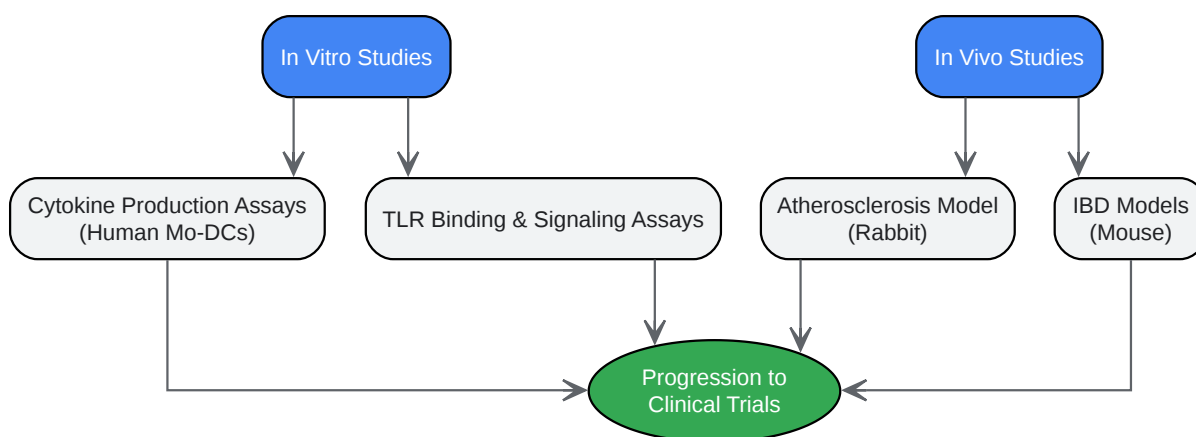 In Vitro Studies
In Vivo Studies
Cytokine Production Assays
(Human Mo-DCs)
TLR Binding & Signaling Assays
Atherosclerosis Model
(Rabbit)
IBD Models
(Mouse)
Progression to
Clinical Trials